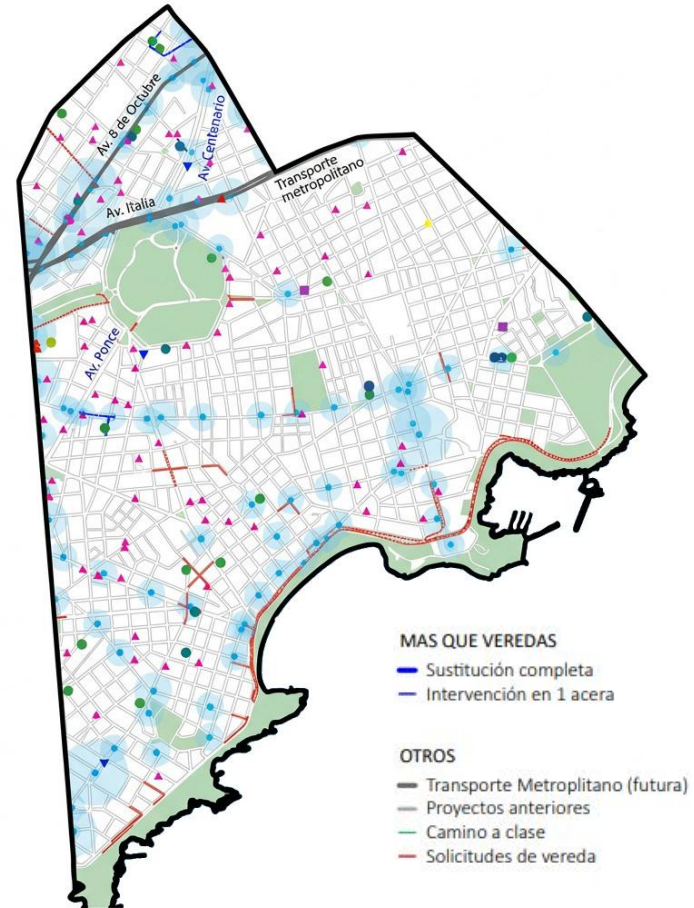 Av. 8 de Octubre
Av. Centenario
Transporte
metropolitano
Av. Italia
Av. Ponce
MAS QUE VEREDAS
Sustitución completa
Intervención en 1 acera
OTROS
Transporte Metroplitano (futura)
Proyectos anteriores
Camino a clase
Solicitudes de vereda